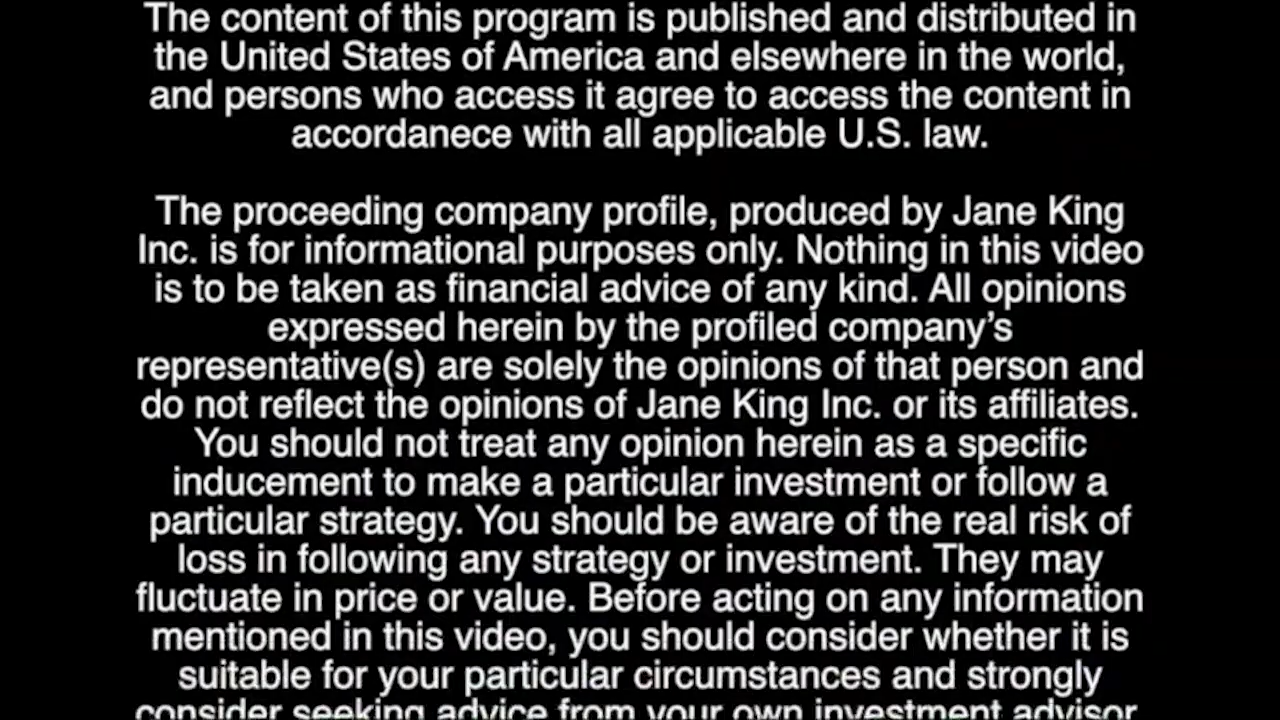 The content of this program is published and distributed in
the United States of America and elsewhere in the world,
and persons who access it agree to access the content in
accordanece with all applicable U.S. law.
The proceeding company profile, produced by Jane King
Inc. is for informational purposes only. Nothing in this video
is to be taken as financial advice of any kind. All opinions
expressed herein by the profiled company's
representative(s) are solely the opinions of that person and
do not reflect the opinions of Jane King Inc. or its affiliates.
You should not treat any opinion herein as a specific
inducement to make a particular investment or follow a
particular strategy. You should be aware of the real risk of
loss in following any strategy or investment. They may
fluctuate in price or value. Before acting on any information
mentioned in this video, you should consider whether it is
suitable for your particular circumstances and strongly
consider seeking advice from your own investment advisor